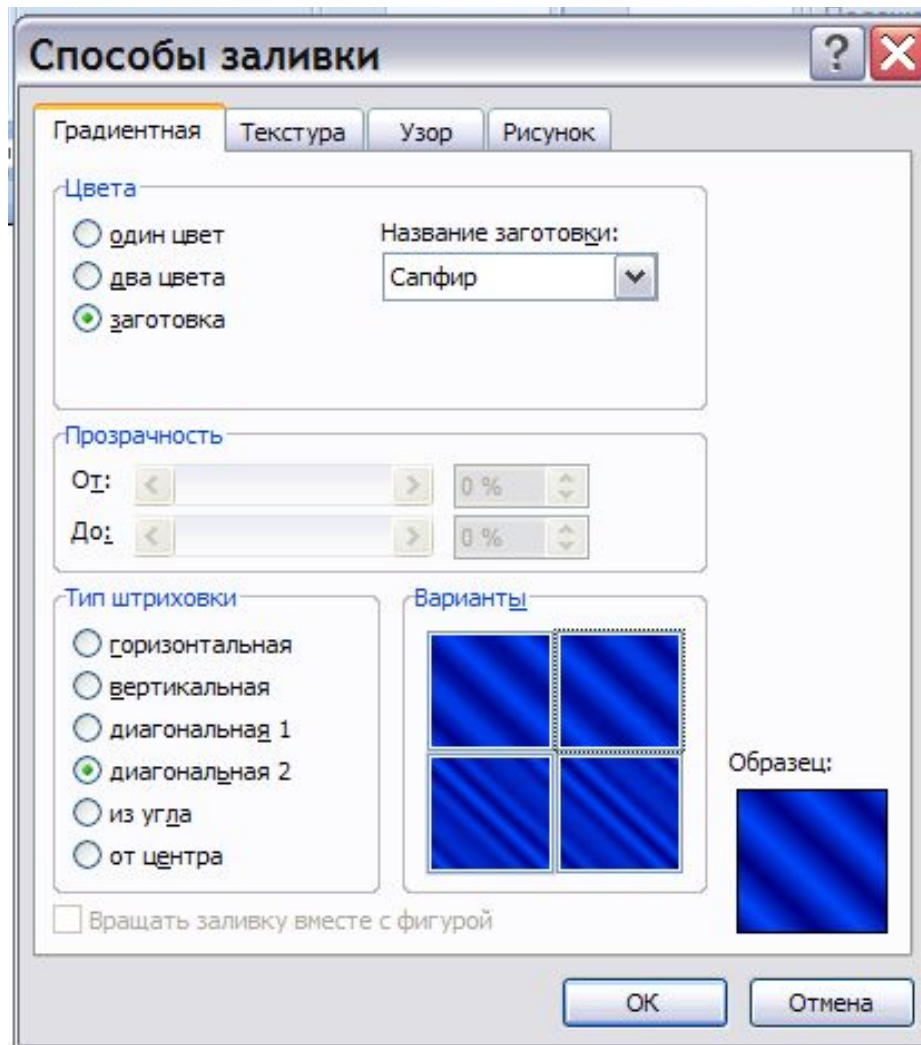 Способы заливки
Градиентная Текстура Узор Рисунок
Цвета
один цвет
два цвета
заготовка
Название заготовки:
Сапфир
Прозрачность
От: 0 %
До: 0 %
Тип штриховки
горизонтальная
вертикальная
диагональная 1
диагональная 2
из угла
от центра
Варианты
Образец:
Вращать заливку вместе с фигурой
ОК Отмена